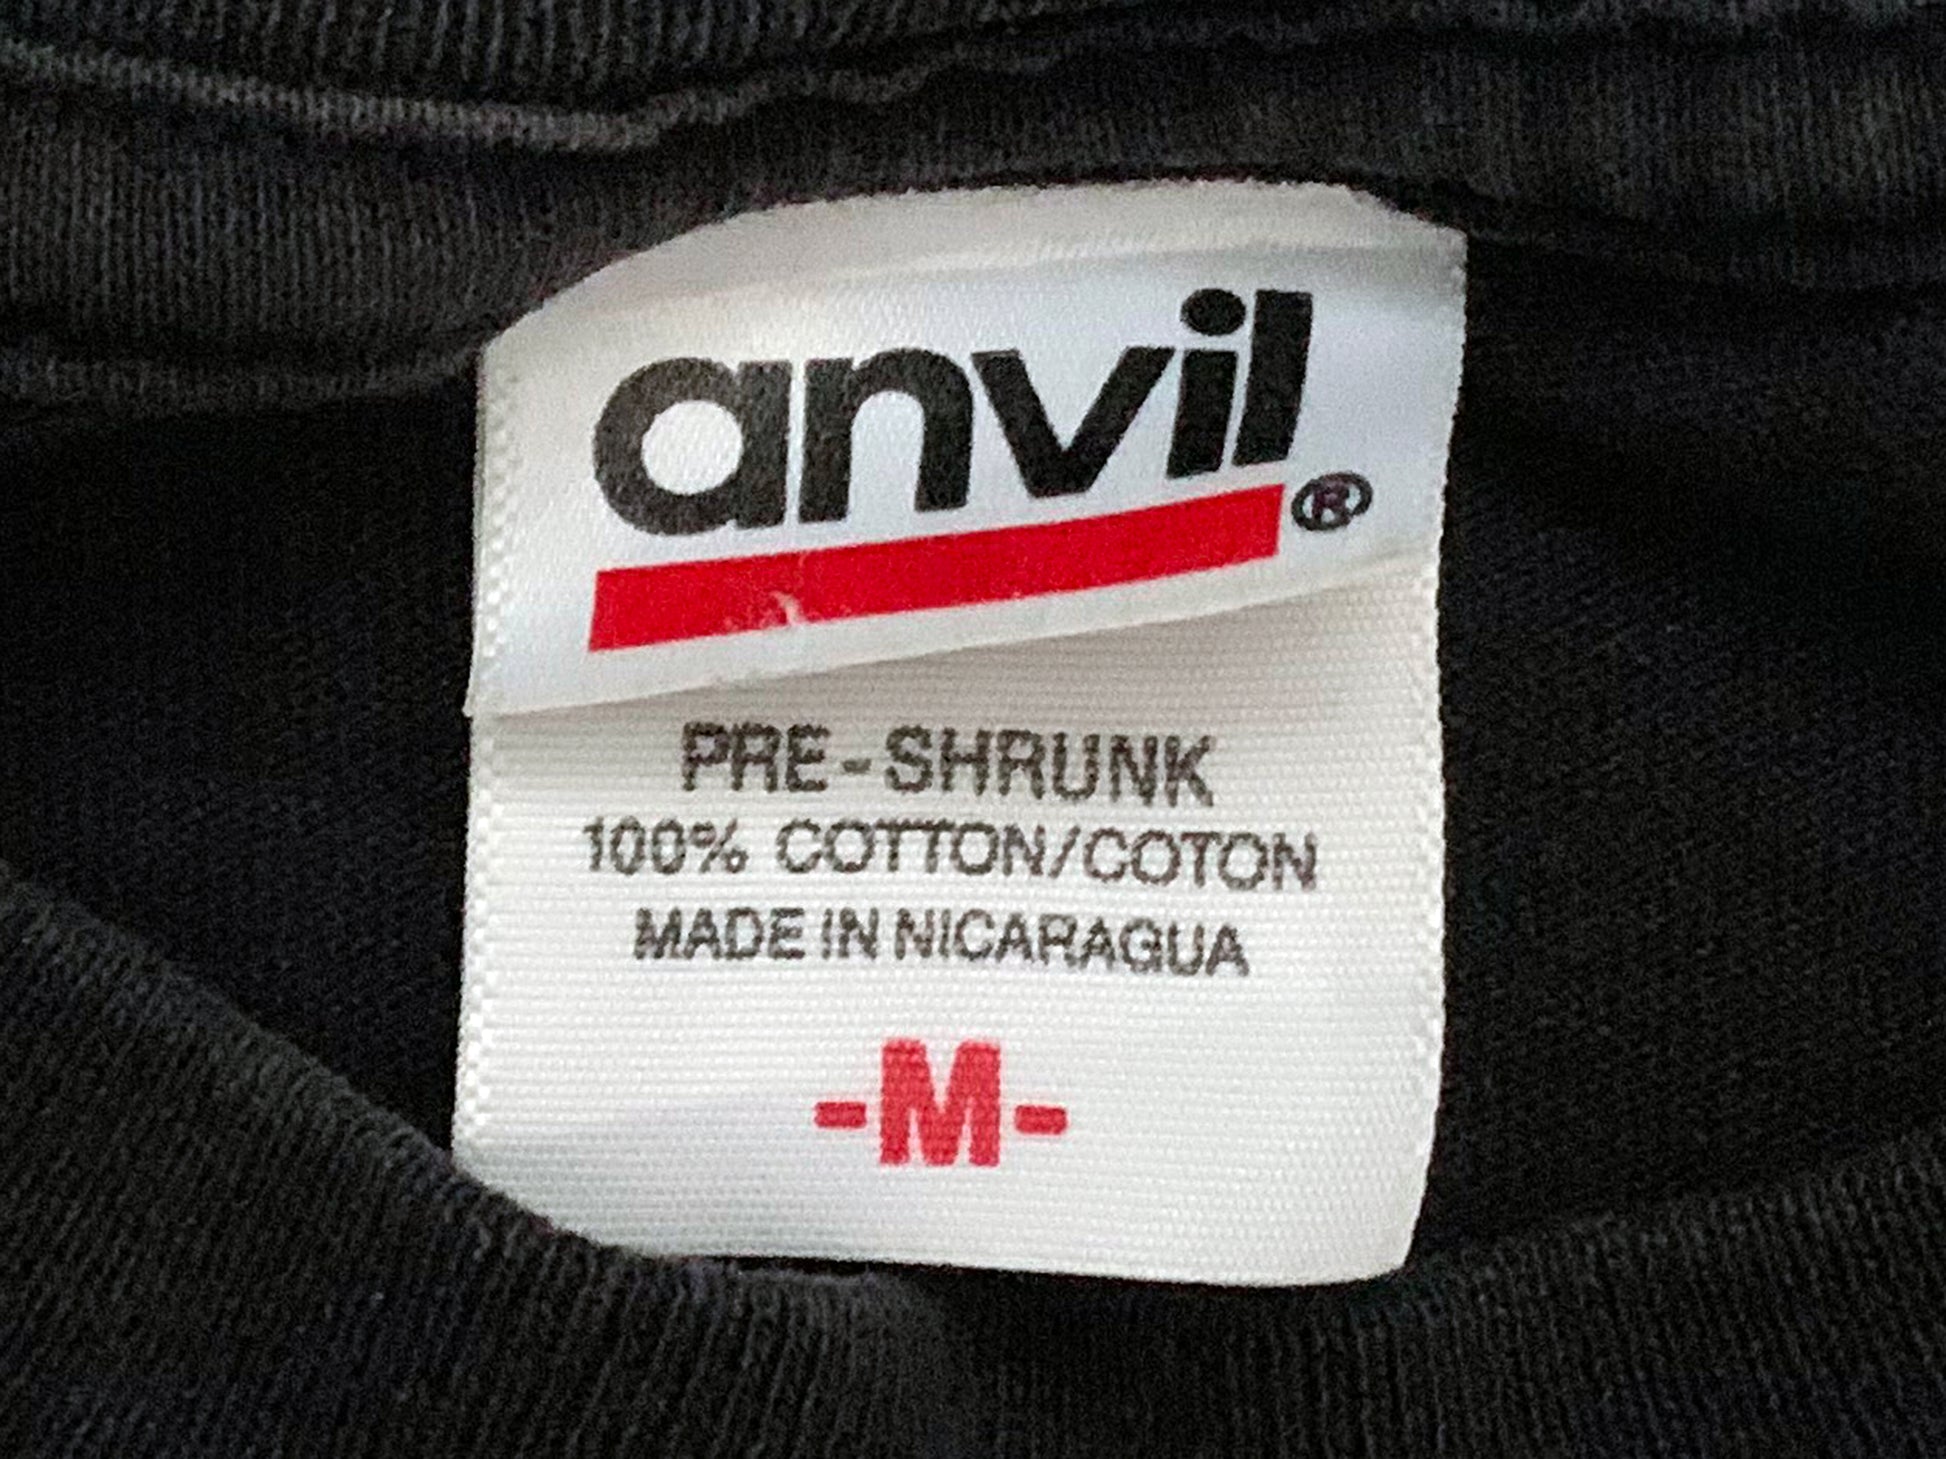 anvil®
PRE-SHRUNK
100% COTTON/COTON
MADE IN NICARAGUA
-M-